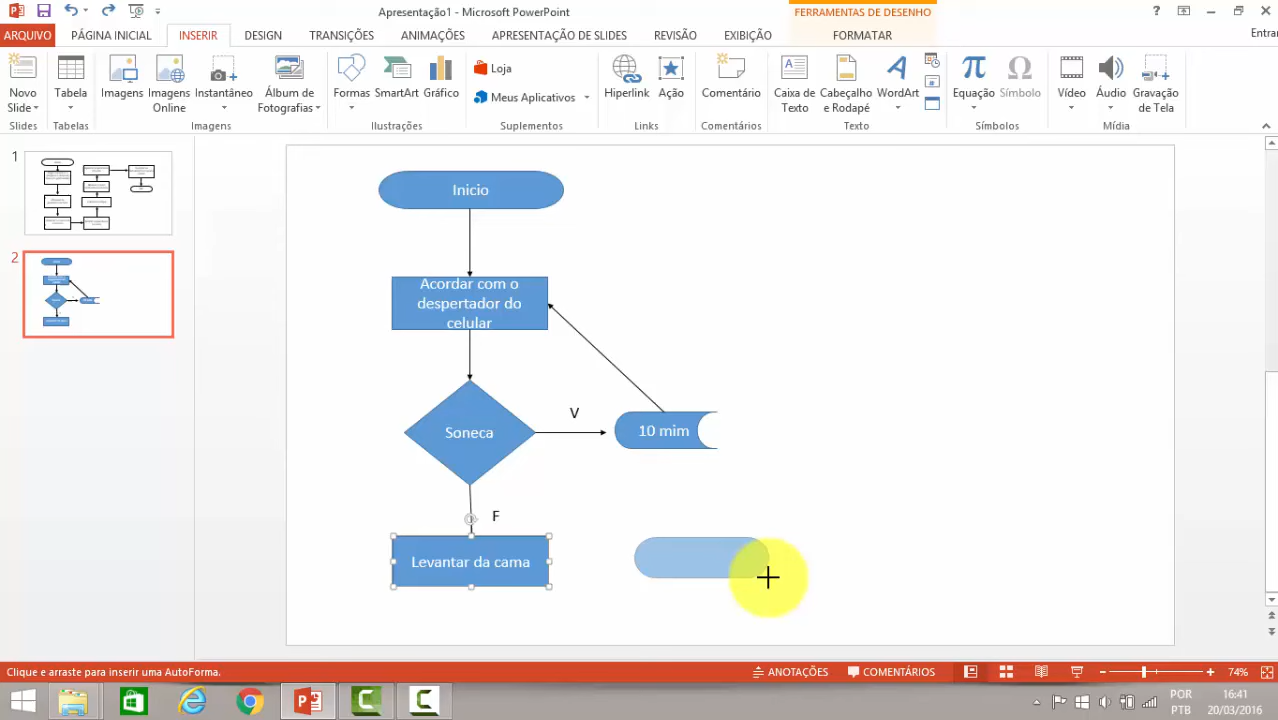 Apresentação1 - Microsoft PowerPoint
FERRAMENTAS DE DESENHO
?
ARQUIVO PÁGINA INICIAL INSERIR DESIGN TRANSIÇÕES ANIMAÇÕES APRESENTAÇÃO DE SLIDES REVISÃO EXIBIÇÃO FORMATAR Entrar
Novo Slide
Tabela
Imagens
Imagens Online
Instantâneo
Álbum de Fotografias
Formas
SmartArt
Gráfico
Loja
Meus Aplicativos
Hiperlink
Ação
Comentário
Caixa de Texto
Cabeçalho e Rodapé
WordArt
Equação
Símbolo
Vídeo
Áudio
Gravação de Tela
Slides Tabelas Imagens Ilustrações Suplementos Links Comentários Texto Símbolos Mídia
1
2
Inicio
Acordar com o
despertador do
celular
Soneca
V
10 mim
F
Levantar da cama
Clique e arraste para inserir uma AutoForma.
ANOTAÇÕES COMENTÁRIOS 74%
POR
PTB
16:41
20/03/2016